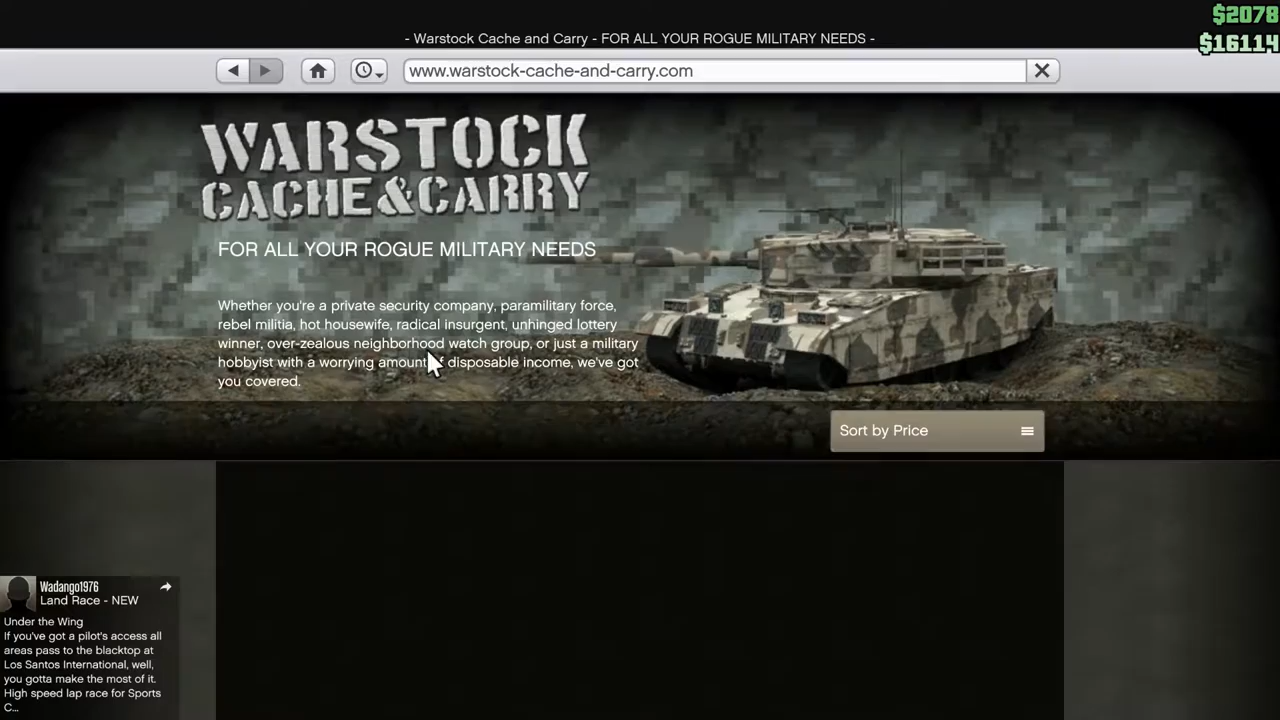 $2078
- Warstock Cache and Carry - FOR ALL YOUR ROGUE MILITARY NEEDS -
$16114
www.warstock-cache-and-carry.com
WARSTOCK
CACHE&CARRY
FOR ALL YOUR ROGUE MILITARY NEEDS
Whether you're a private security company, paramilitary force,
rebel militia, hot housewife, radical insurgent, unhinged lottery
winner, over-zealous neighborhood watch group, or just a military
hobbyist with a worrying amount of disposable income, we've got
you covered.
Sort by Price
Wadango1976
Land Race - NEW
Under the Wing
If you've got a pilot's access all
areas pass to the blacktop at
Los Santos International, well,
you gotta make the most of it.
High speed lap race for Sports
C...